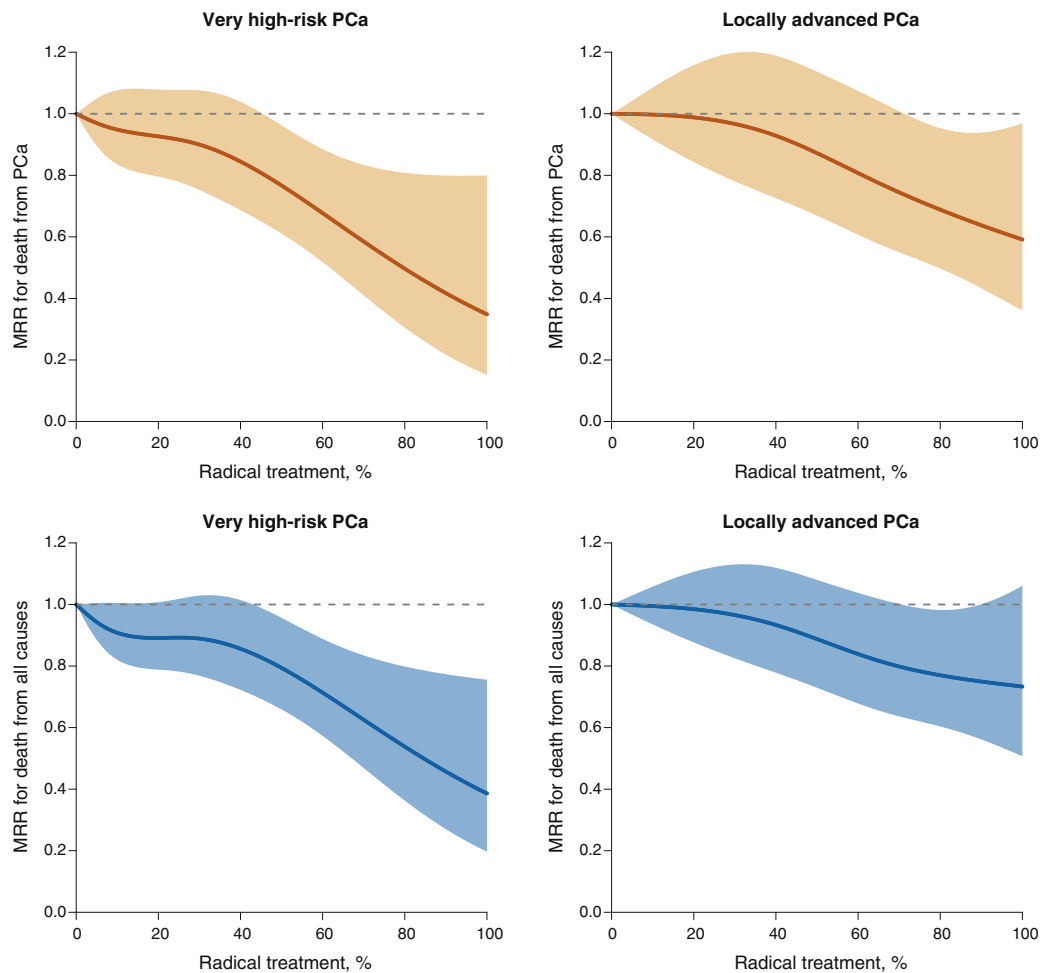 Very high-risk PCa
Locally advanced PCa
MRR for death from PCa
1.2
1.0
0.8
0.6
0.4
0.2
0.0
0 20 40 60 80 100
Radical treatment, %
MRR for death from PCa
1.2
1.0
0.8
0.6
0.4
0.2
0.0
0 20 40 60 80 100
Radical treatment, %
Very high-risk PCa
Locally advanced PCa
MRR for death from all causes
1.2
1.0
0.8
0.6
0.4
0.2
0.0
0 20 40 60 80 100
Radical treatment, %
MRR for death from all causes
1.2
1.0
0.8
0.6
0.4
0.2
0.0
0 20 40 60 80 100
Radical treatment, %